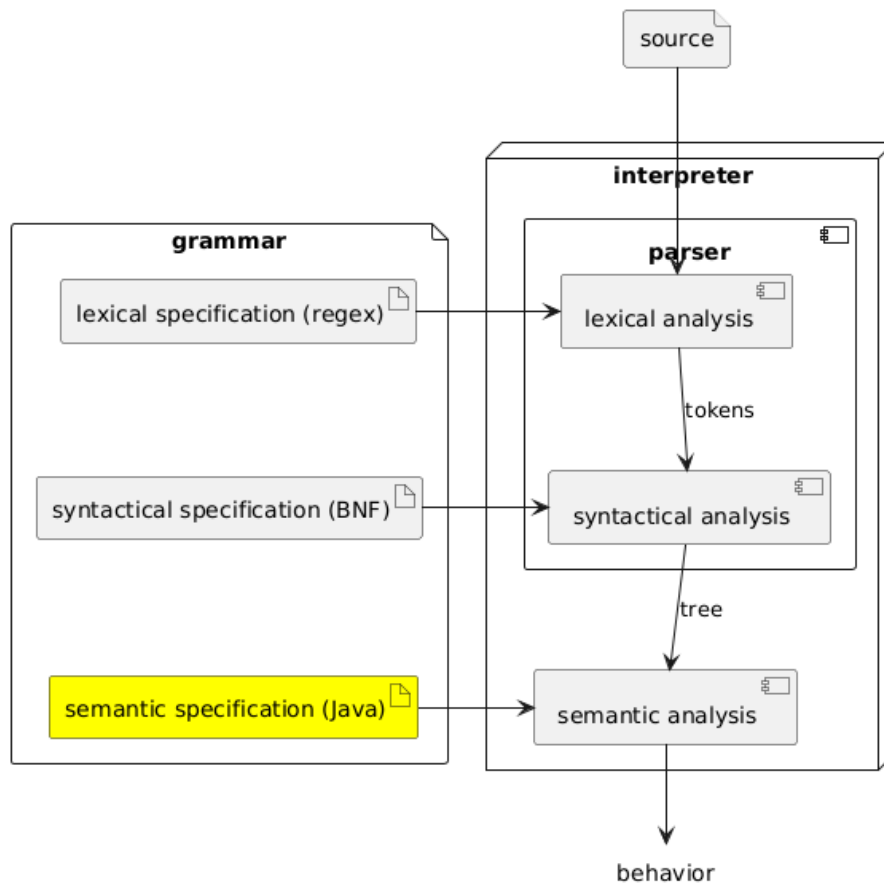 source
interpreter
grammar
parser
lexical specification (regex)
lexical analysis
tokens
syntactical specification (BNF)
syntactical analysis
tree
semantic specification (Java)
semantic analysis
behavior